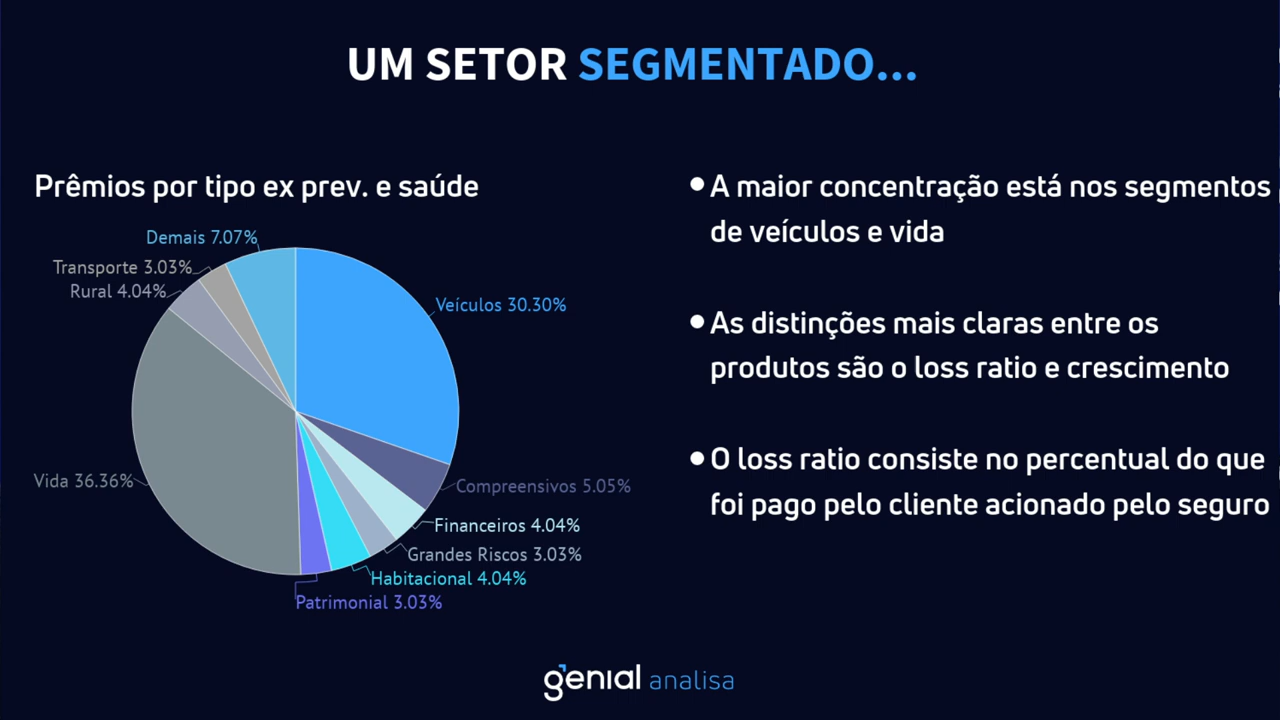 UM SETOR SEGMENTADO...
Prêmios por tipo ex prev. e saúde
Demais 7.07%
Transporte 3.03%
Rural 4.04%
Veículos 30.30%
Vida 36.36%
Compreensivos 5.05%
Financeiros 4.04%
Grandes Riscos 3.03%
Habitacional 4.04%
Patrimonial 3.03%
• A maior concentração está nos segmentos
de veículos e vida
• As distinções mais claras entre os
produtos são o loss ratio e crescimento
• O loss ratio consiste no percentual do que
foi pago pelo cliente acionado pelo seguro
genial analisa